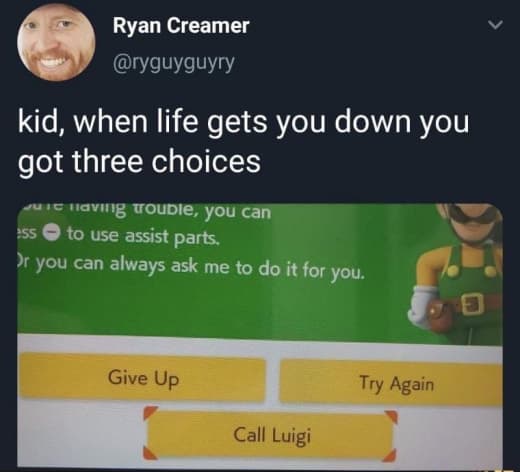 Ryan Creamer
@ryguyguyry
kid, when life gets you down you
got three choices
having trouble, you can
to use assist parts.
you can always ask me to do it for you.
Give Up
Try Again
Call Luigi